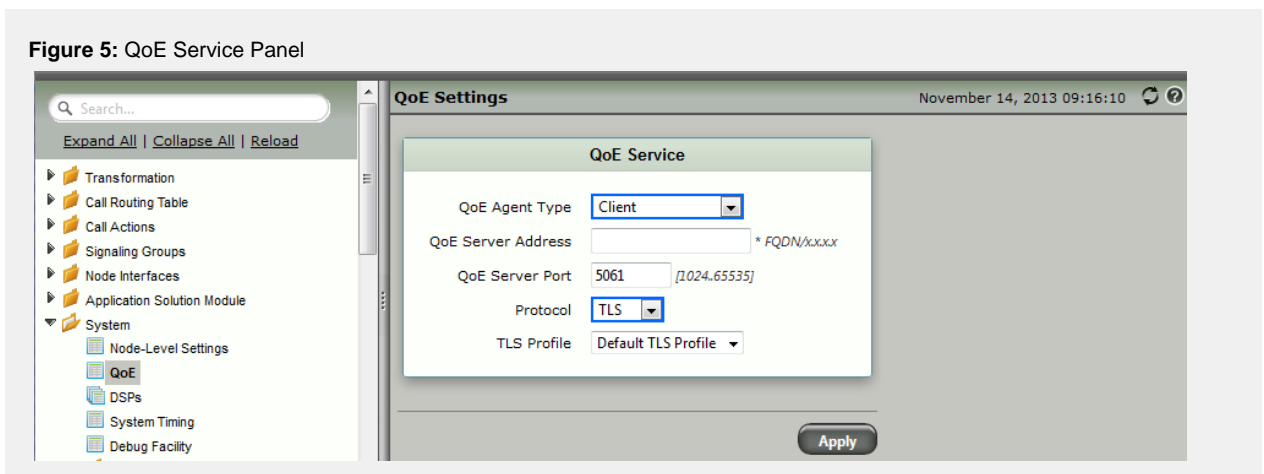 Figure 5: QoE Service Panel
Search...
Expand All | Collapse All | Reload
Transformation
Call Routing Table
Call Actions
Signaling Groups
Node Interfaces
Application Solution Module
System
Node-Level Settings
QoE
DSPs
System Timing
Debug Facility
QoE Settings November 14, 2013 09:16:10 ?
QoE Service
QoE Agent Type Client
QoE Server Address * FQDN/x.x.x.x
QoE Server Port 5061 [1024..65535]
Protocol TLS
TLS Profile Default TLS Profile
Apply